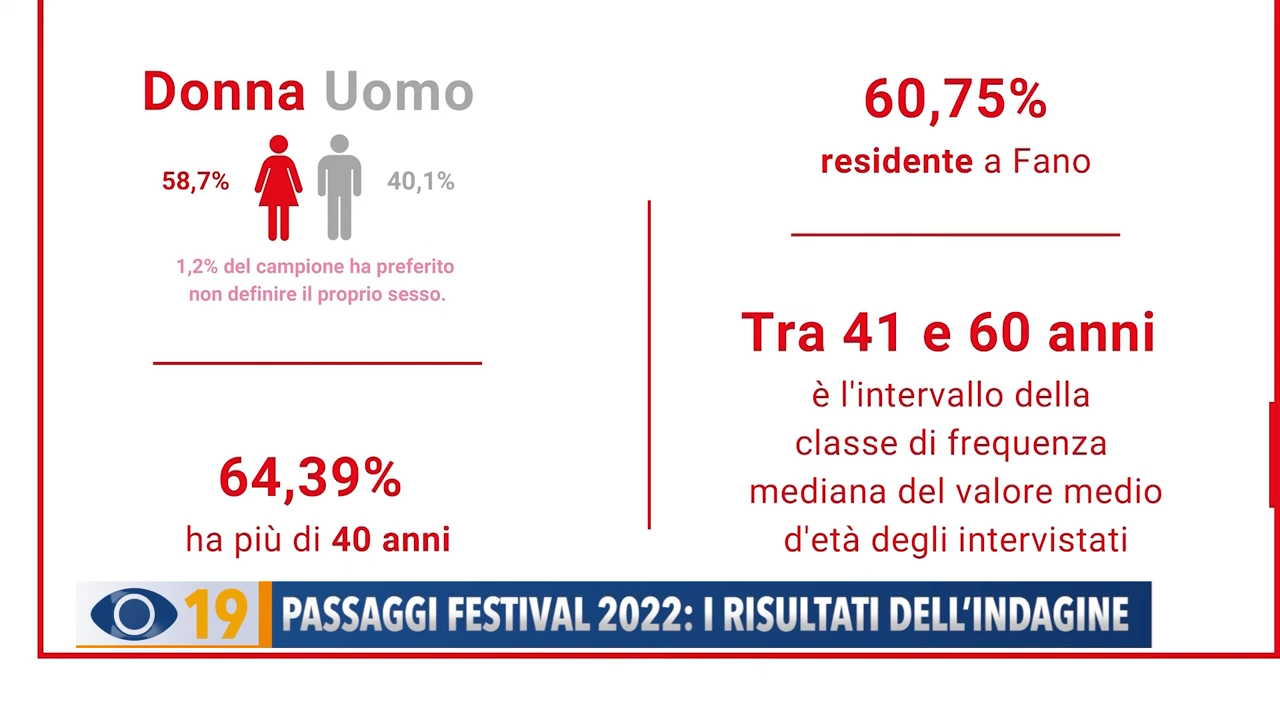 Donna Uomo
58,7%
40,1%
1,2% del campione ha preferito
non definire il proprio sesso.
64,39%
ha più di 40 anni
60,75%
residente a Fano
Tra 41 e 60 anni
è l'intervallo della
classe di frequenza
mediana del valore medio
d'età degli intervistati
19
PASSAGGI FESTIVAL 2022: I RISULTATI DELL'INDAGINE